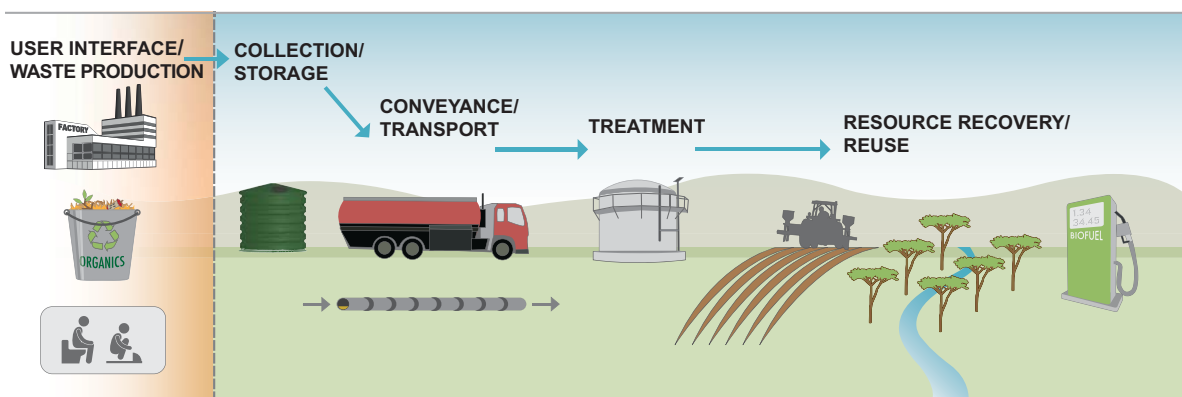 USER INTERFACE/
WASTE PRODUCTION
COLLECTION/
STORAGE
CONVEYANCE/
TRANSPORT
TREATMENT
RESOURCE RECOVERY/
REUSE
FACTORY
ORGANICS
1.34
34.45
BIOFUEL